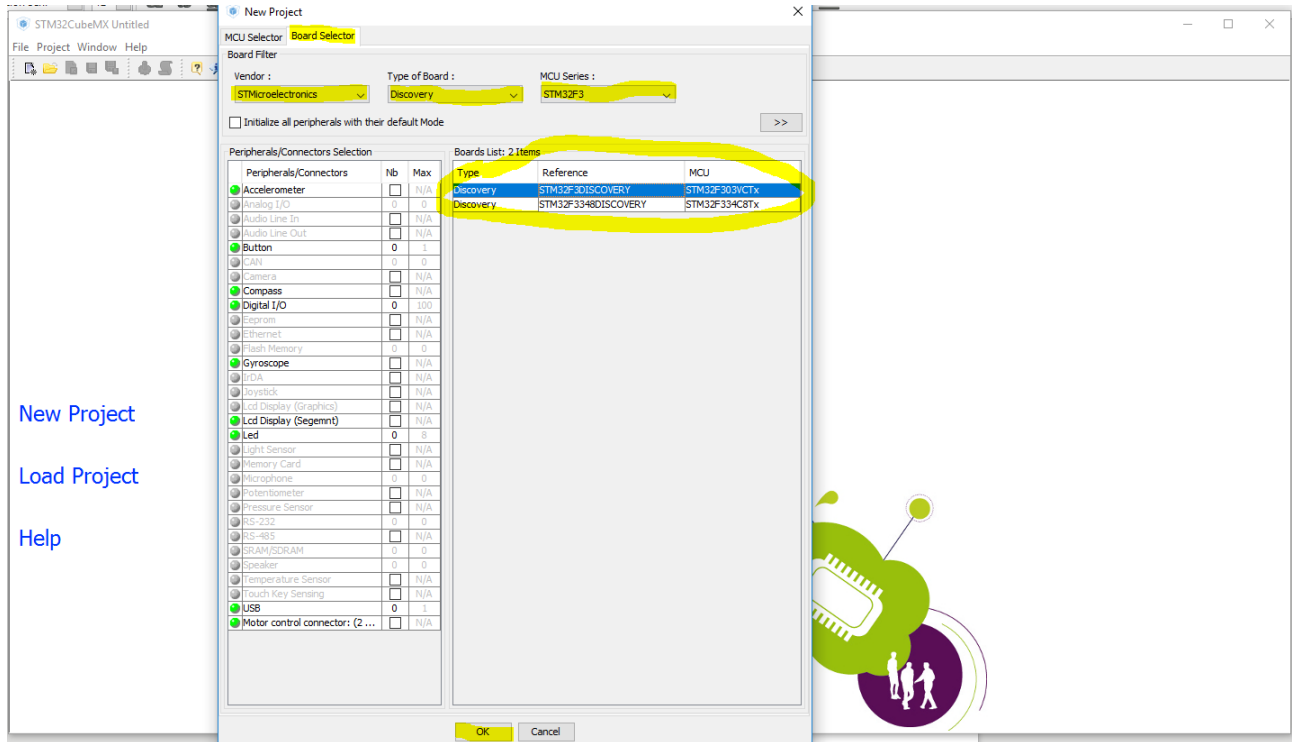 New Project
STM32CubeMX Untitled
File Project Window Help
MCU Selector Board Selector
Board Filter
Vendor : Type of Board : MCU Series :
STMicroelectronics Discovery STM32F3
Initialize all peripherals with their default Mode >>
Peripherals/Connectors Selection Boards List: 2 Items
Peripherals/Connectors Nb Max Type Reference MCU
Accelerometer N/A Discovery STM32F3DISCOVERY STM32F303VCTx
Analog I/O 0 0 Discovery STM32F3348DISCOVERY STM32F334C8Tx
Audio Line In N/A
Audio Line Out N/A
Button 0 1
CAN 0 0
Camera N/A
Compass N/A
Digital I/O 0 100
Eeprom N/A
Ethernet N/A
Flash Memory 0 0
Gyroscope N/A
IrDA N/A
Joystick N/A
Lcd Display (Graphics) N/A
Lcd Display (Segemnt) N/A
Led 0 8
Light Sensor N/A
Memory Card N/A
Microphone 0 0
Potentiometer N/A
Pressure Sensor N/A
RS-232 0 0
RS-485 N/A
SRAM/SDRAM 0 0
Speaker 0 0
Temperature Sensor N/A
Touch Key Sensing N/A
USB 0 1
Motor control connector: (2 ... N/A
New Project
Load Project
Help
OK Cancel